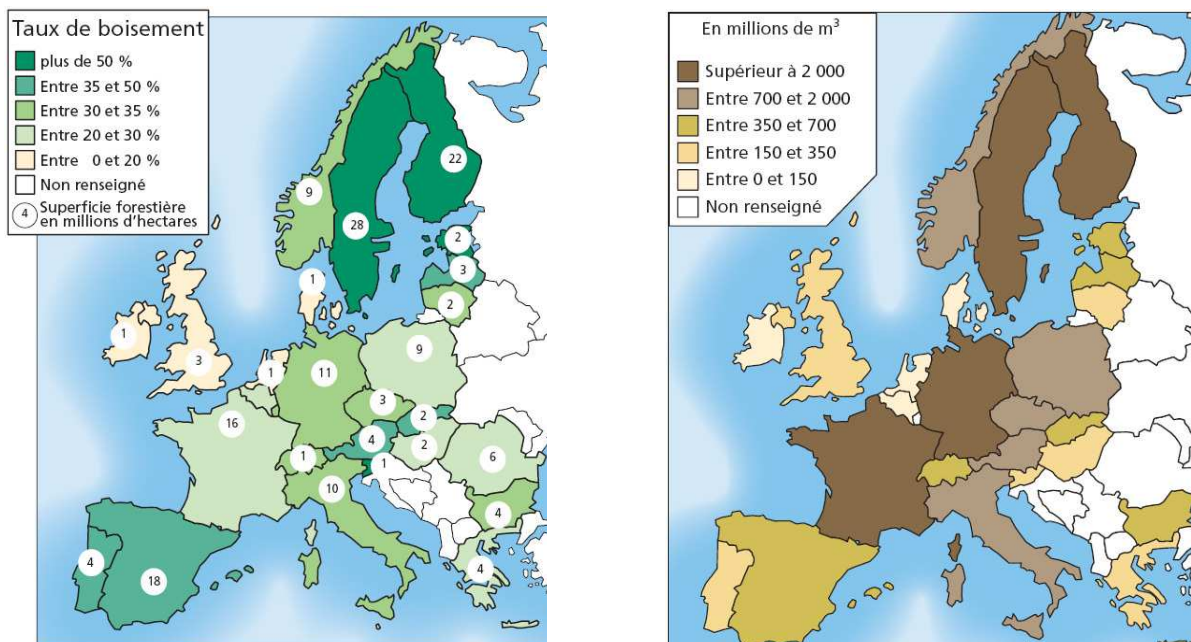 Taux de boisement
plus de 50 %
Entre 35 et 50 %
Entre 30 et 35 %
Entre 20 et 30 %
Entre 0 et 20 %
Non renseigné
4 Superficie forestière
en millions d'hectares
22
9
28
2
3
2
1
1
3
9
1
11
3
2
16
4
2
1
1
6
10
4
4
18
4
En millions de m³
Supérieur à 2 000
Entre 700 et 2 000
Entre 350 et 700
Entre 150 et 350
Entre 0 et 150
Non renseigné